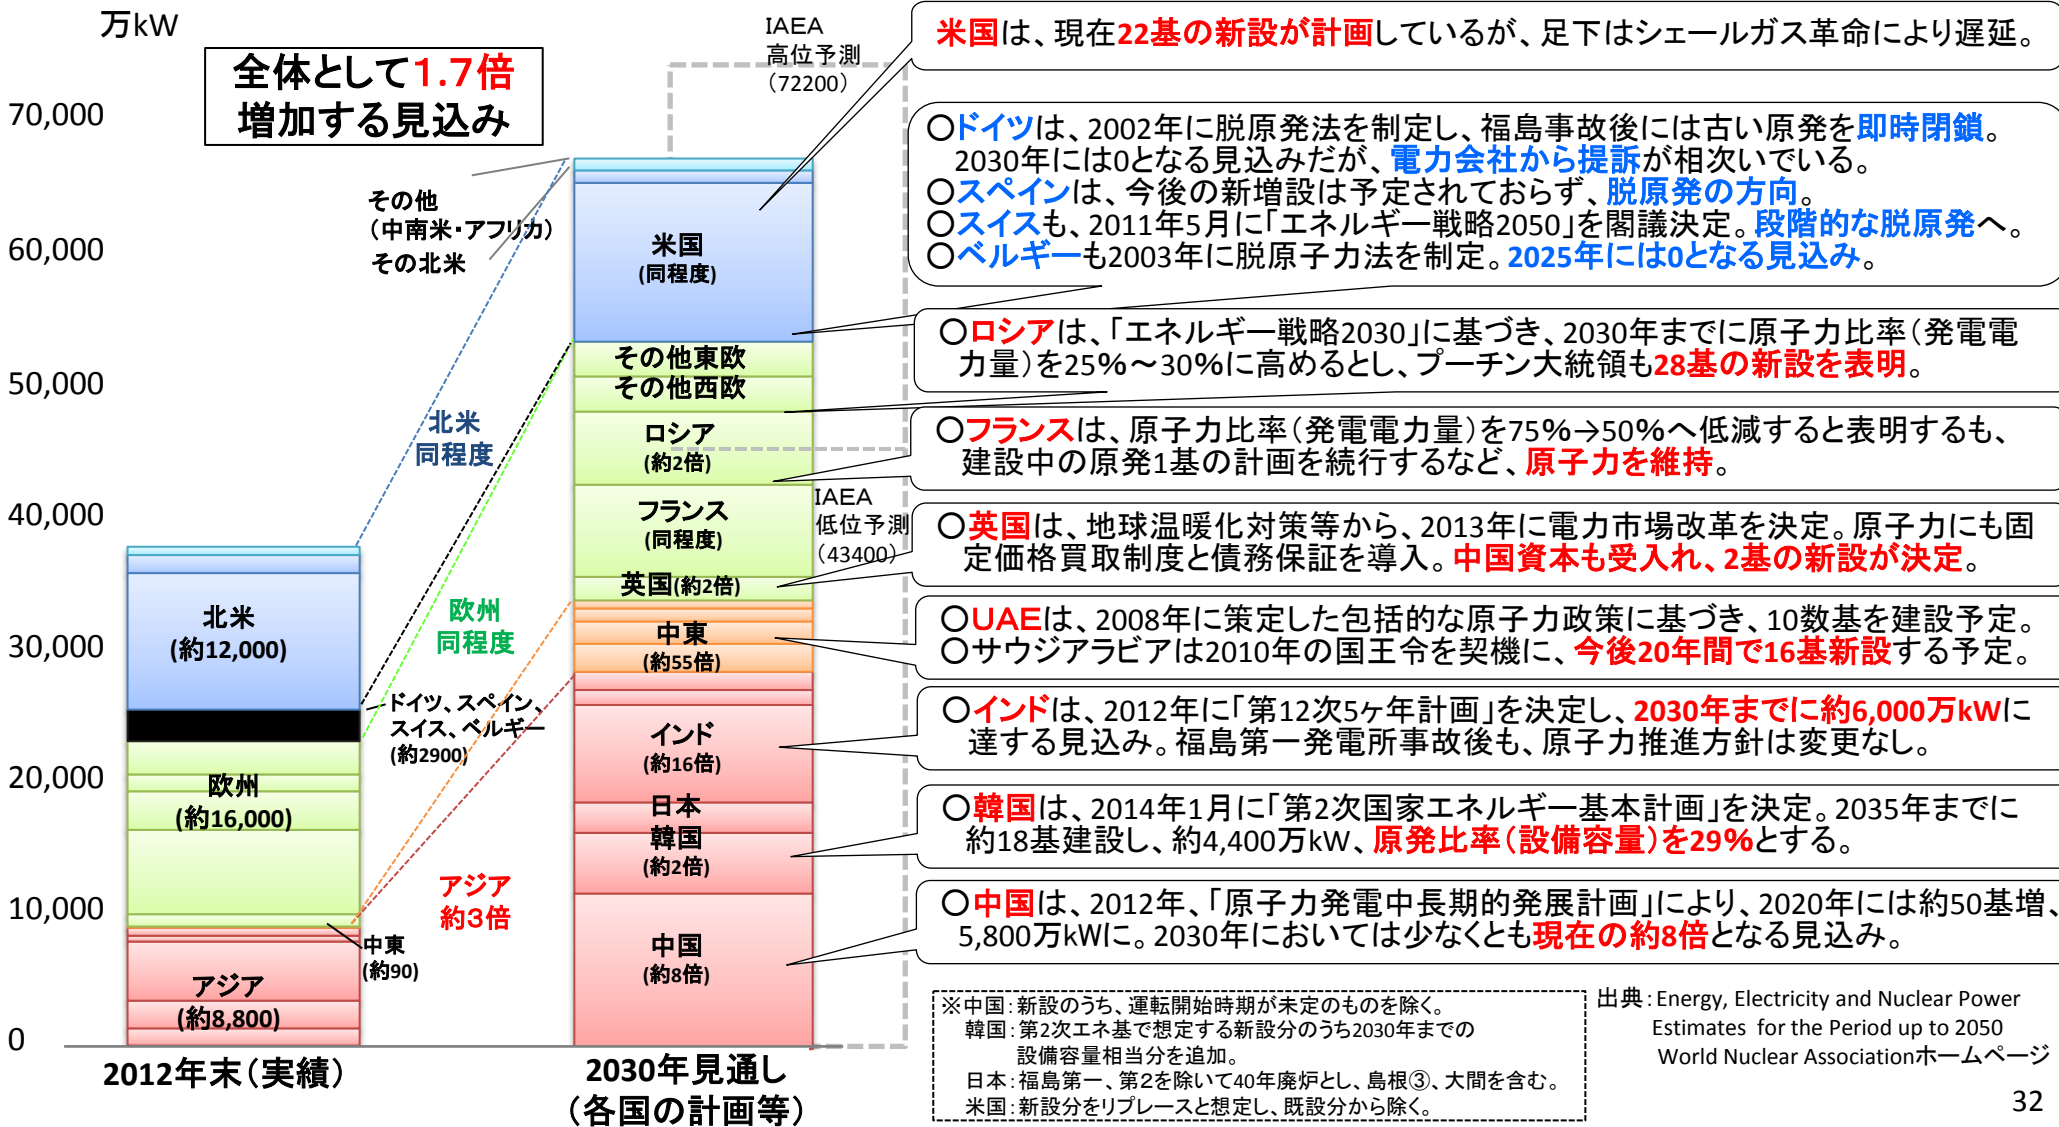 万kW
全体として1.7倍
増加する見込み
70,000
60,000
50,000
40,000
30,000
20,000
10,000
0
IAEA
高位予測
（72200）
その他
（中南米・アフリカ）
その北米
北米
同程度
欧州
同程度
アジア
約3倍
北米
(約12,000)
ドイツ、スペイン、
スイス、ベルギー
(約2900)
欧州
(約16,000)
中東
(約90)
アジア
(約8,800)
2012年末（実績）
米国
(同程度)
その他東欧
その他西欧
ロシア
(約2倍)
フランス
(同程度)
英国(約2倍)
中東
(約55倍)
インド
(約16倍)
日本
韓国
(約2倍)
中国
(約8倍)
2030年見通し
（各国の計画等）
IAEA
低位予測
（43400）
米国は、現在22基の新設が計画しているが、足下はシェールガス革命により遅延。
○ドイツは、2002年に脱原発法を制定し、福島事故後には古い原発を即時閉鎖。
2030年には0となる見込みだが、電力会社から提訴が相次いでいる。
○スペインは、今後の新増設は予定されておらず、脱原発の方向。
○スイスも、2011年5月に「エネルギー戦略2050」を閣議決定。段階的な脱原発へ。
○ベルギーも2003年に脱原子力法を制定。2025年には0となる見込み。
○ロシアは、「エネルギー戦略2030」に基づき、2030年までに原子力比率（発電電
力量）を25%～30%に高めるとし、プーチン大統領も28基の新設を表明。
○フランスは、原子力比率（発電電力量）を75%→50%へ低減すると表明するも、
建設中の原発1基の計画を続行するなど、原子力を維持。
○英国は、地球温暖化対策等から、2013年に電力市場改革を決定。原子力にも固
定価格買取制度と債務保証を導入。中国資本も受入れ、2基の新設が決定。
○UAEは、2008年に策定した包括的な原子力政策に基づき、10数基を建設予定。
○サウジアラビアは2010年の国王令を契機に、今後20年間で16基新設する予定。
○インドは、2012年に「第12次5ヶ年計画」を決定し、2030年までに約6,000万kWに
達する見込み。福島第一発電所事故後も、原子力推進方針は変更なし。
○韓国は、2014年1月に「第2次国家エネルギー基本計画」を決定。2035年までに
約18基建設し、約4,400万kW、原発比率（設備容量）を29%とする。
○中国は、2012年、「原子力発電中長期的発展計画」により、2020年には約50基増、
5,800万kWに。2030年においては少なくとも現在の約8倍となる見込み。
※中国：新設のうち、運転開始時期が未定のものを除く。
韓国：第2次エネ基で想定する新設分のうち2030年までの
設備容量相当分を追加。
日本：福島第一、第2を除いて40年廃炉とし、島根③、大間を含む。
米国：新設分をリプレースと想定し、既設分から除く。
出典：Energy, Electricity and Nuclear Power
Estimates for the Period up to 2050
World Nuclear Associationホームページ
32